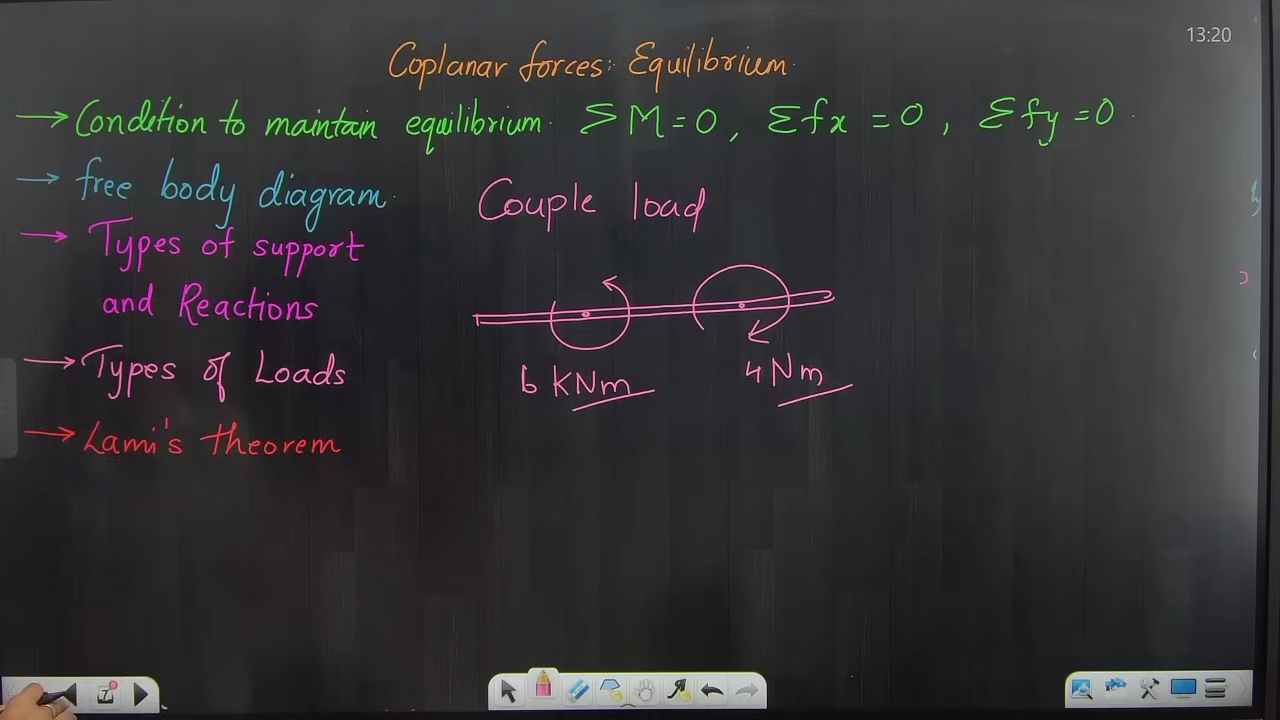 13:20
Coplanar forces: Equilibrium.
→ Condition to maintain equilibrium. ΣM=0, Σfx=0, Σfy=0.
→ free body diagram.
Couple load
→ Types of support
and Reactions
→ Types of Loads
6 KNm
4 Nm
→ Lami's theorem